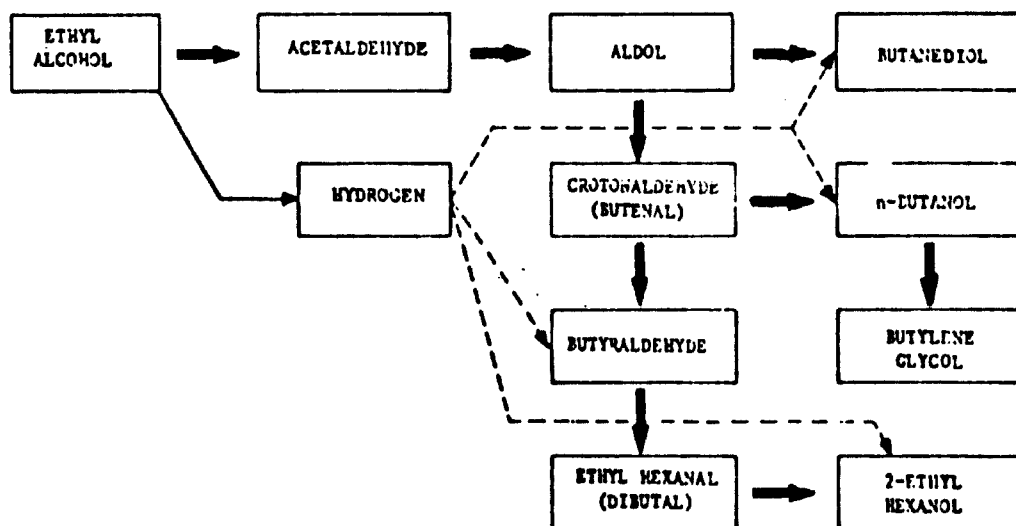 ETHYL
ALCOHOL
ACETALDEHYDE
ALDOL
BUTANEDIOL
HYDROGEN
CROTONALDEHYDE
(BUTENAL)
n-BUTANOL
BUTYRALDEHYDE
BUTYLENE
GLYCOL
ETHYL HEXANAL
(DIBUTAL)
2-ETHYL
HEXANOL